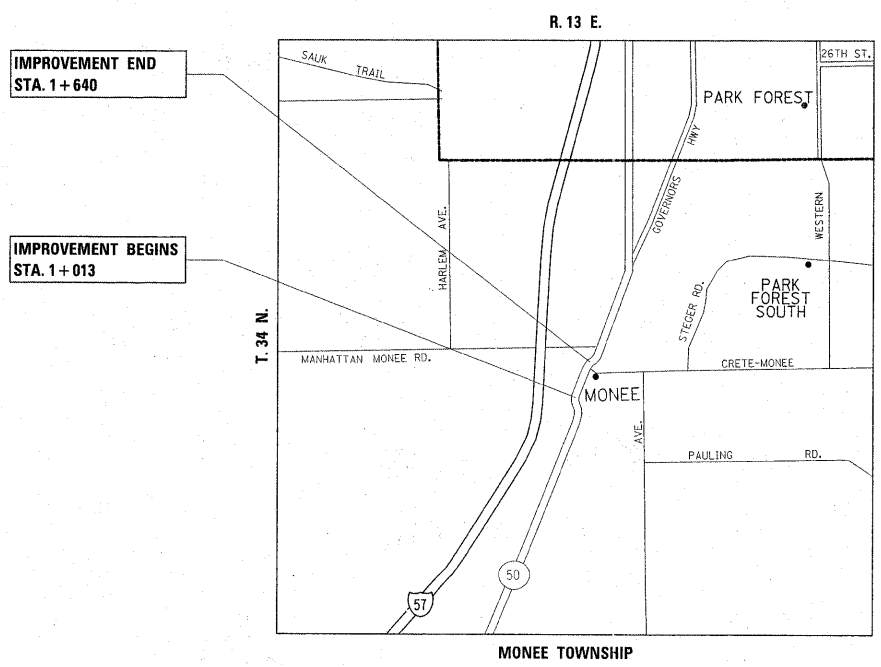 R. 13 E.
IMPROVEMENT END
STA. 1+640
SAUK TRAIL
26TH ST.
PARK FOREST
GOVERNORS HWY
HARLEM AVE.
WESTERN
IMPROVEMENT BEGINS
STA. 1+013
T. 34 N.
STEGER RD.
PARK
FOREST
SOUTH
MANHATTAN MONEE RD.
CRETE-MONEE
MONEE
AVE.
PAULING RD.
50
57
MONEE TOWNSHIP